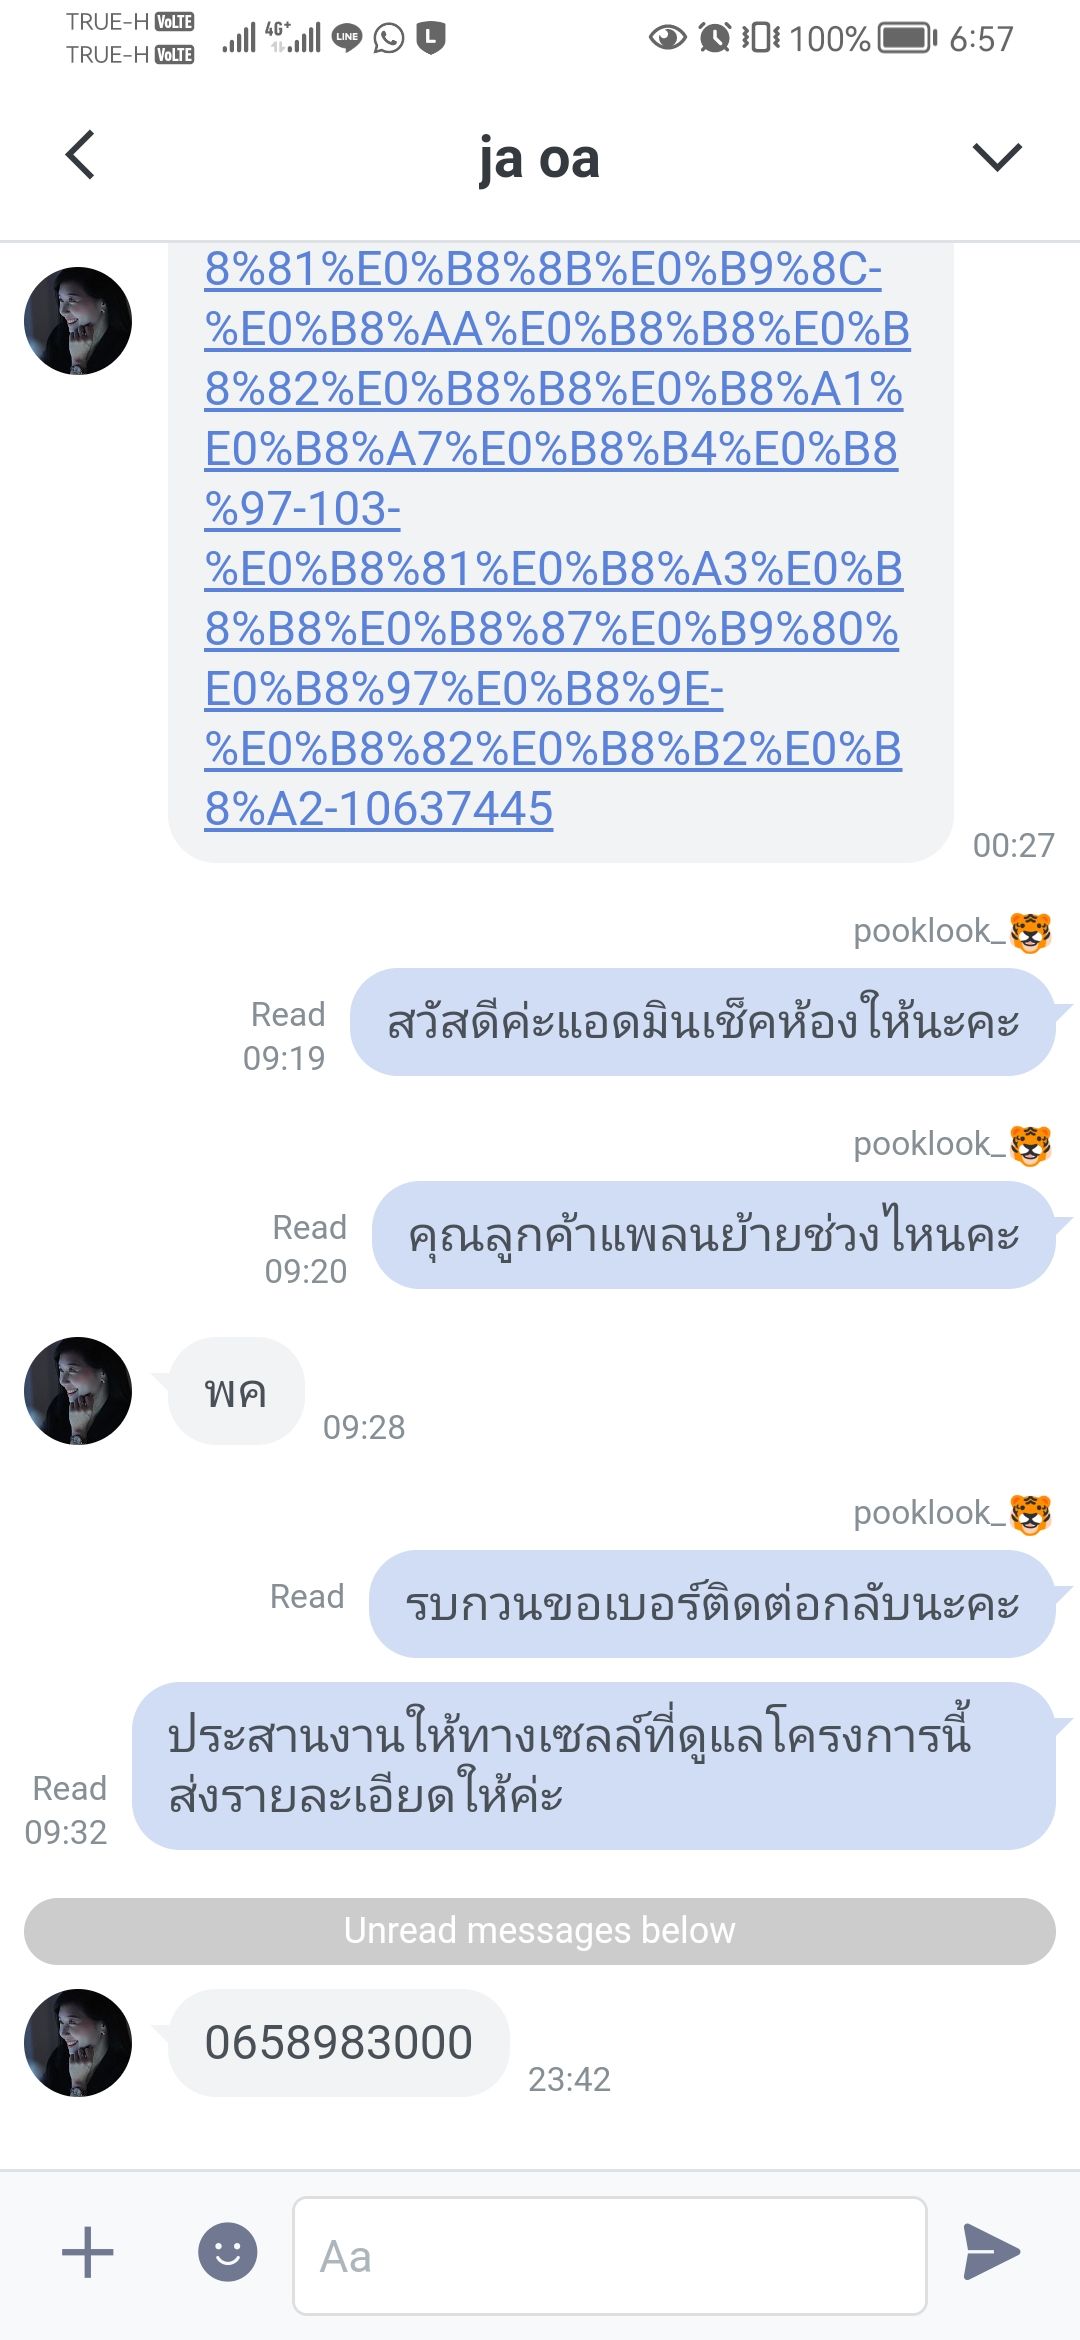 TRUE-H VoLTE
TRUE-H VoLTE
4G+
LINE
L
100%
6:57
ja oa
8%81%E0%B8%8B%E0%B9%8C-
%E0%B8%AA%E0%B8%B8%E0%B
8%82%E0%B8%B8%E0%B8%A1%
E0%B8%A7%E0%B8%B4%E0%B8
%97-103-
%E0%B8%81%E0%B8%A3%E0%B
8%B8%E0%B8%87%E0%B9%80%
E0%B8%97%E0%B8%9E-
%E0%B8%82%E0%B8%B2%E0%B
8%A2-10637445
00:27
pooklook_🐯
สวัสดีค่ะแอดมินเช็คห้องให้นะคะ
Read
09:19
pooklook_🐯
คุณลูกค้าแพลนย้ายช่วงไหนคะ
Read
09:20
พค
09:28
pooklook_🐯
รบกวนขอเบอร์ติดต่อกลับนะคะ
Read
ประสานงานให้ทางเซลล์ที่ดูแลโครงการนี้
ส่งรายละเอียดให้ค่ะ
Read
09:32
Unread messages below
0658983000
23:42
Aa